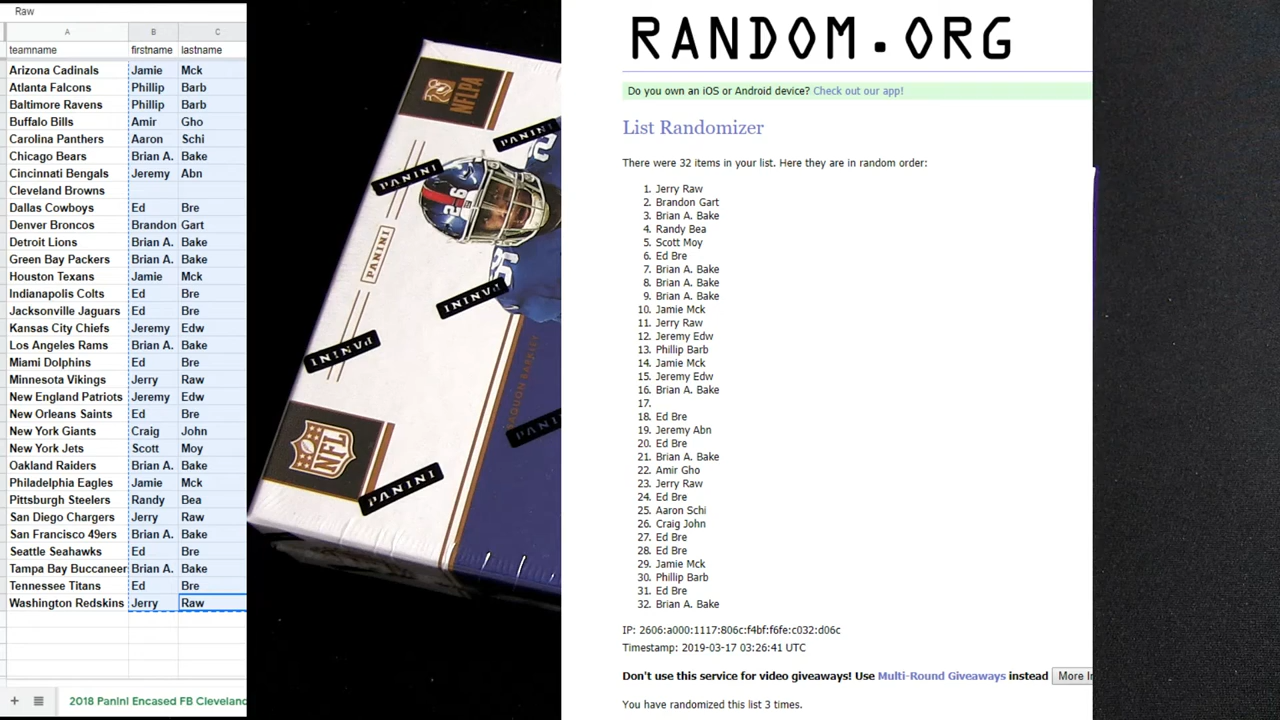 Raw
A B C
teamname firstname lastname
Arizona Cadinals Jamie Mck
Atlanta Falcons Phillip Barb
Baltimore Ravens Phillip Barb
Buffalo Bills Amir Gho
Carolina Panthers Aaron Schi
Chicago Bears Brian A. Bake
Cincinnati Bengals Jeremy Abn
Cleveland Browns
Dallas Cowboys Ed Bre
Denver Broncos Brandon Gart
Detroit Lions Brian A. Bake
Green Bay Packers Brian A. Bake
Houston Texans Jamie Mck
Indianapolis Colts Ed Bre
Jacksonville Jaguars Ed Bre
Kansas City Chiefs Jeremy Edw
Los Angeles Rams Brian A. Bake
Miami Dolphins Ed Bre
Minnesota Vikings Jerry Raw
New England Patriots Jeremy Edw
New Orleans Saints Ed Bre
New York Giants Craig John
New York Jets Scott Moy
Oakland Raiders Brian A. Bake
Philadelphia Eagles Jamie Mck
Pittsburgh Steelers Randy Bea
San Diego Chargers Jerry Raw
San Francisco 49ers Brian A. Bake
Seattle Seahawks Ed Bre
Tampa Bay Buccaneer Brian A. Bake
Tennessee Titans Ed Bre
Washington Redskins Jerry Raw
2018 PaninI Encased FB Cleveland
NFLPA
PANINI
PANINI
26
PANINI
PANINI
PANINI
SAQUON BARKLEY
NFL
PANINI
RANDOM.ORG
Do you own an iOS or Android device? Check out our app!
List Randomizer
There were 32 items in your list. Here they are in random order:
1. Jerry Raw
2. Brandon Gart
3. Brian A. Bake
4. Randy Bea
5. Scott Moy
6. Ed Bre
7. Brian A. Bake
8. Brian A. Bake
9. Brian A. Bake
10. Jamie Mck
11. Jerry Raw
12. Jeremy Edw
13. Phillip Barb
14. Jamie Mck
15. Jeremy Edw
16. Brian A. Bake
17.
18. Ed Bre
19. Jeremy Abn
20. Ed Bre
21. Brian A. Bake
22. Amir Gho
23. Jerry Raw
24. Ed Bre
25. Aaron Schi
26. Craig John
27. Ed Bre
28. Ed Bre
29. Jamie Mck
30. Phillip Barb
31. Ed Bre
32. Brian A. Bake
IP: 2606:a000:1117:806c:f4bf:f6fe:c032:d06c
Timestamp: 2019-03-17 03:26:41 UTC
Don't use this service for video giveaways! Use Multi-Round Giveaways instead More In
You have randomized this list 3 times.